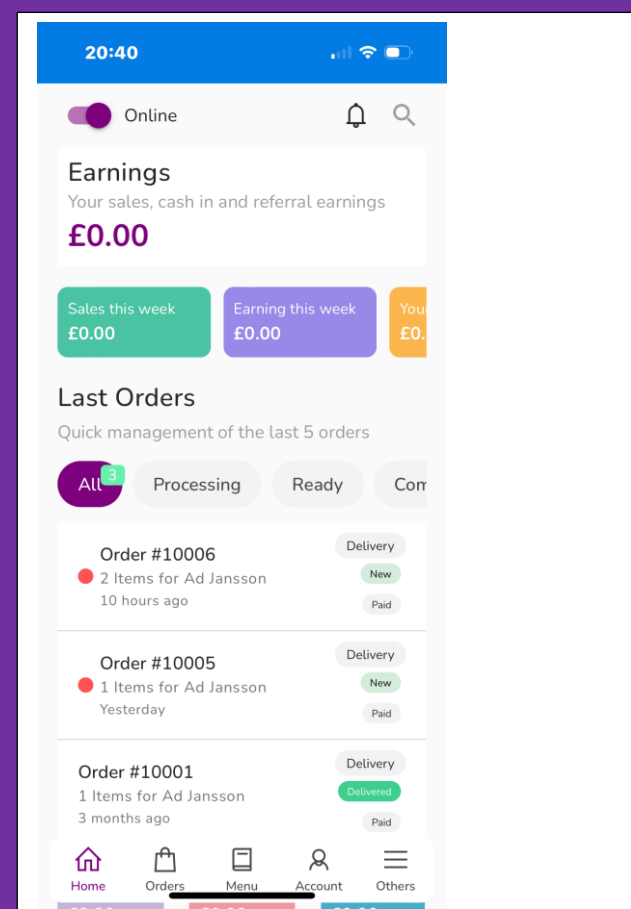 20:40
Online
Earnings
Your sales, cash in and referral earnings
£0.00
Sales this week
£0.00
Earning this week
£0.00
Last Orders
Quick management of the last 5 orders
All
3
Processing
Ready
Order #10006
2 Items for Ad Jansson
10 hours ago
Delivery
New
Paid
Order #10005
1 Items for Ad Jansson
Yesterday
Delivery
New
Paid
Order #10001
1 Items for Ad Jansson
3 months ago
Delivery
Delivered
Paid
Home
Orders
Menu
Account
Others